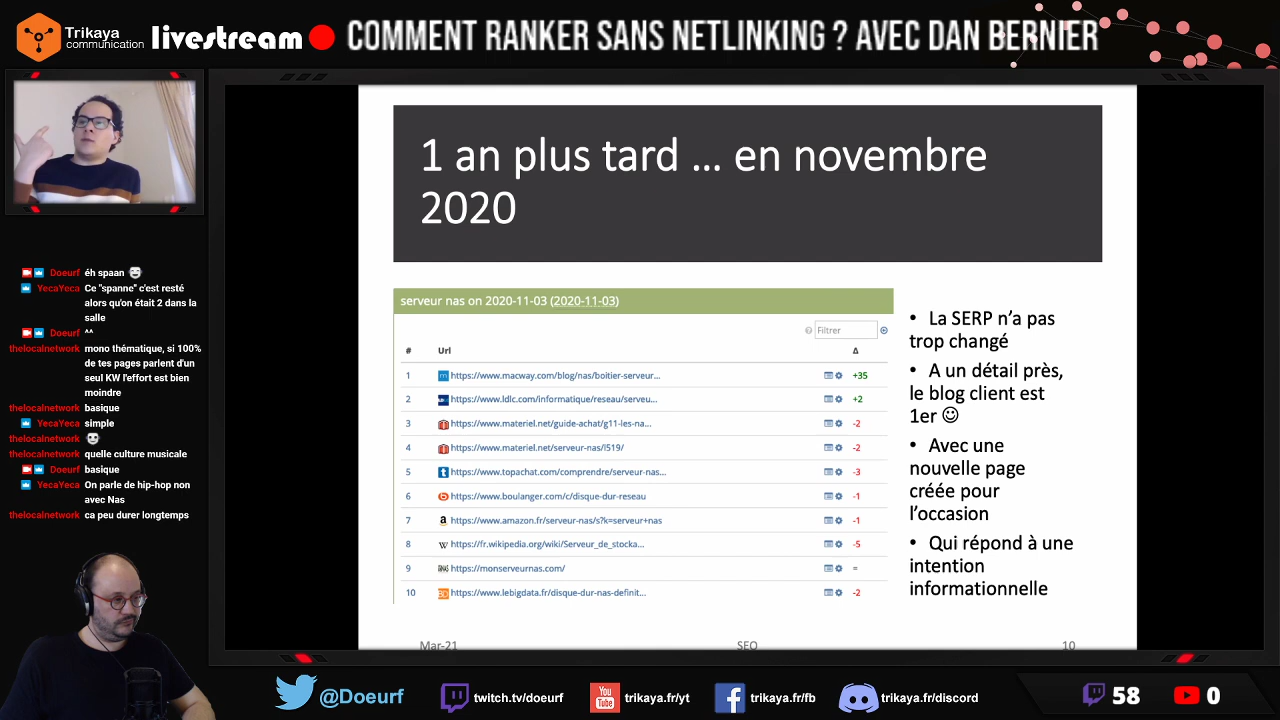 Trikaya
communication
livestream
COMMENT RANKER SANS NETLINKING ? AVEC DAN BERNIER
Doeurf éh spaan
YecaYeca Ce "spanne" c'est resté
alors qu'on était 2 dans la
salle
Doeurf ^^
thelocalnetwork mono thématique, si 100%
de tes pages parlent d'un
seul KW l'effort est bien
moindre
thelocalnetwork basique
YecaYeca simple
thelocalnetwork
thelocalnetwork quelle culture musicale
Doeurf basique
YecaYeca On parle de hip-hop non
avec Nas
thelocalnetwork ca peu durer longtemps
1 an plus tard ... en novembre
2020
serveur nas on 2020-11-03 (2020-11-03)
Filtrer
# Url Δ
1 https://www.macway.com/blog/nas/boitier-serveur... +35
2 https://www.ldlc.com/informatique/reseau/serveu... +2
3 https://www.materiel.net/guide-achat/g11-les-na... -2
4 https://www.materiel.net/serveur-nas/l519/ -2
5 https://www.topachat.com/comprendre/serveur-nas... -3
6 https://www.boulanger.com/c/disque-dur-reseau -1
7 https://www.amazon.fr/serveur-nas/s?k=serveur+nas -1
8 https://fr.wikipedia.org/wiki/Serveur_de_stocka... -5
9 https://monserveurnas.com/ =
10 https://www.lebigdata.fr/disque-dur-nas-definit... -2
• La SERP n'a pas
trop changé
• A un détail près,
le blog client est
1er ☺
• Avec une
nouvelle page
créée pour
l'occasion
• Qui répond à une
intention
informationnelle
Mar-21 SEO 10
@Doeurf
twitch.tv/doeurf
You
Tube
trikaya.fr/yt
trikaya.fr/fb
trikaya.fr/discord
58
0